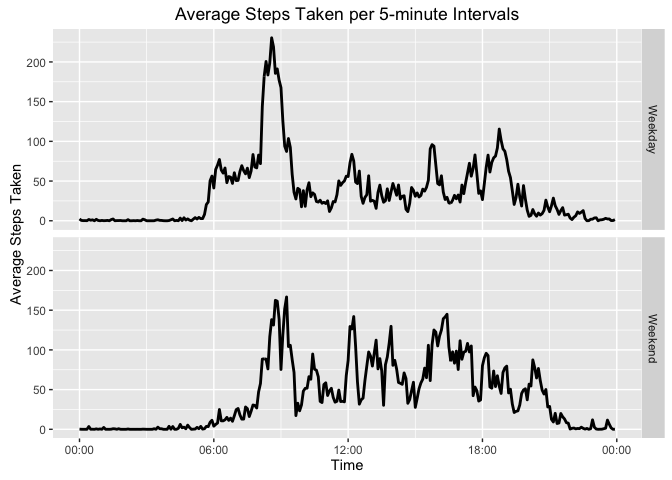 Average Steps Taken per 5-minute Intervals
Average Steps Taken
200
150
100
50
0
Weekday
200
150
100
50
0
Weekend
00:00 06:00 12:00 18:00 00:00
Time